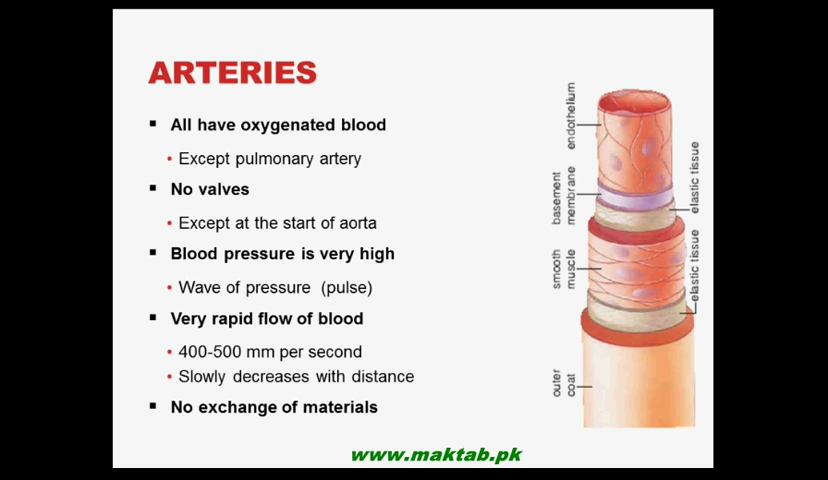 ARTERIES
▪ All have oxygenated blood
• Except pulmonary artery
▪ No valves
• Except at the start of aorta
▪ Blood pressure is very high
• Wave of pressure (pulse)
▪ Very rapid flow of blood
• 400-500 mm per second
• Slowly decreases with distance
▪ No exchange of materials
endothelium
basement
membrane
smooth
muscle
outer
coat
elastic tissue
elastic tissue
www.maktab.pk